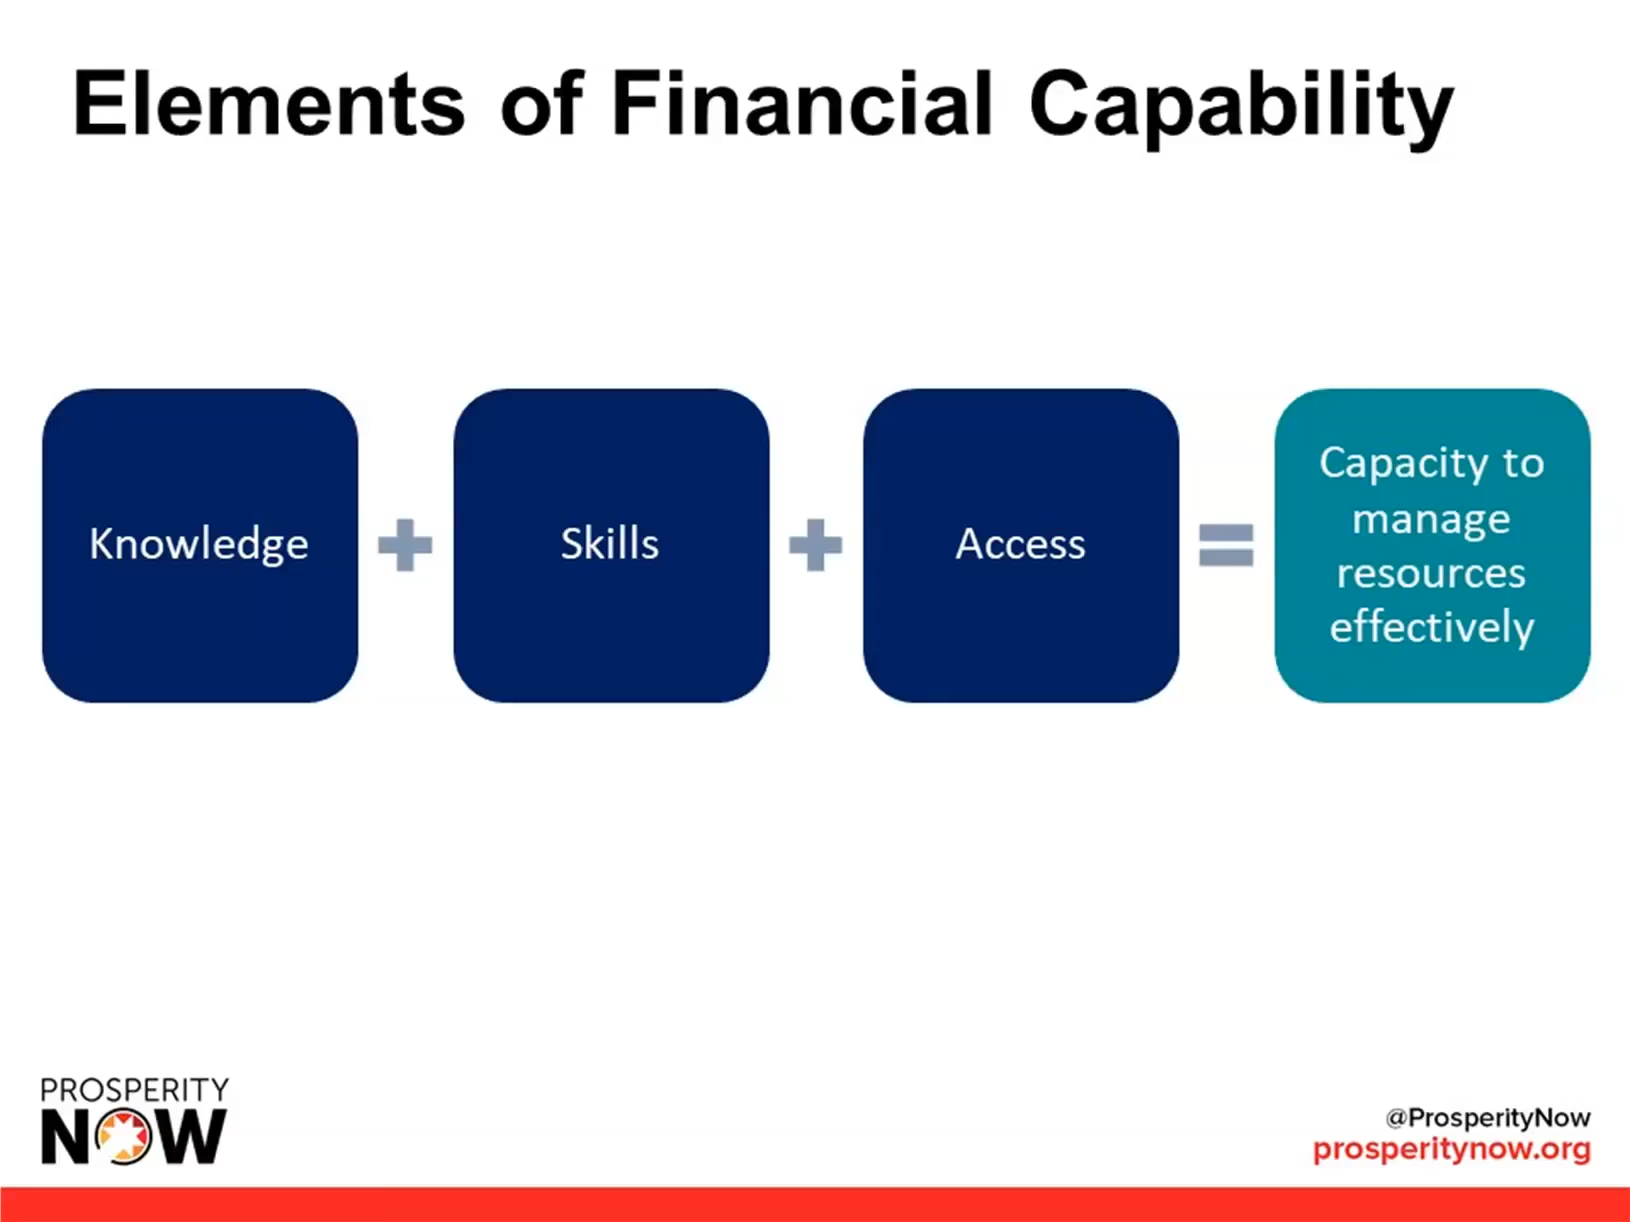 Elements of Financial Capability
Knowledge
Skills
Access
Capacity to
manage
resources
effectively
PROSPERITY
NOW
@ProsperityNow
prosperitynow.org